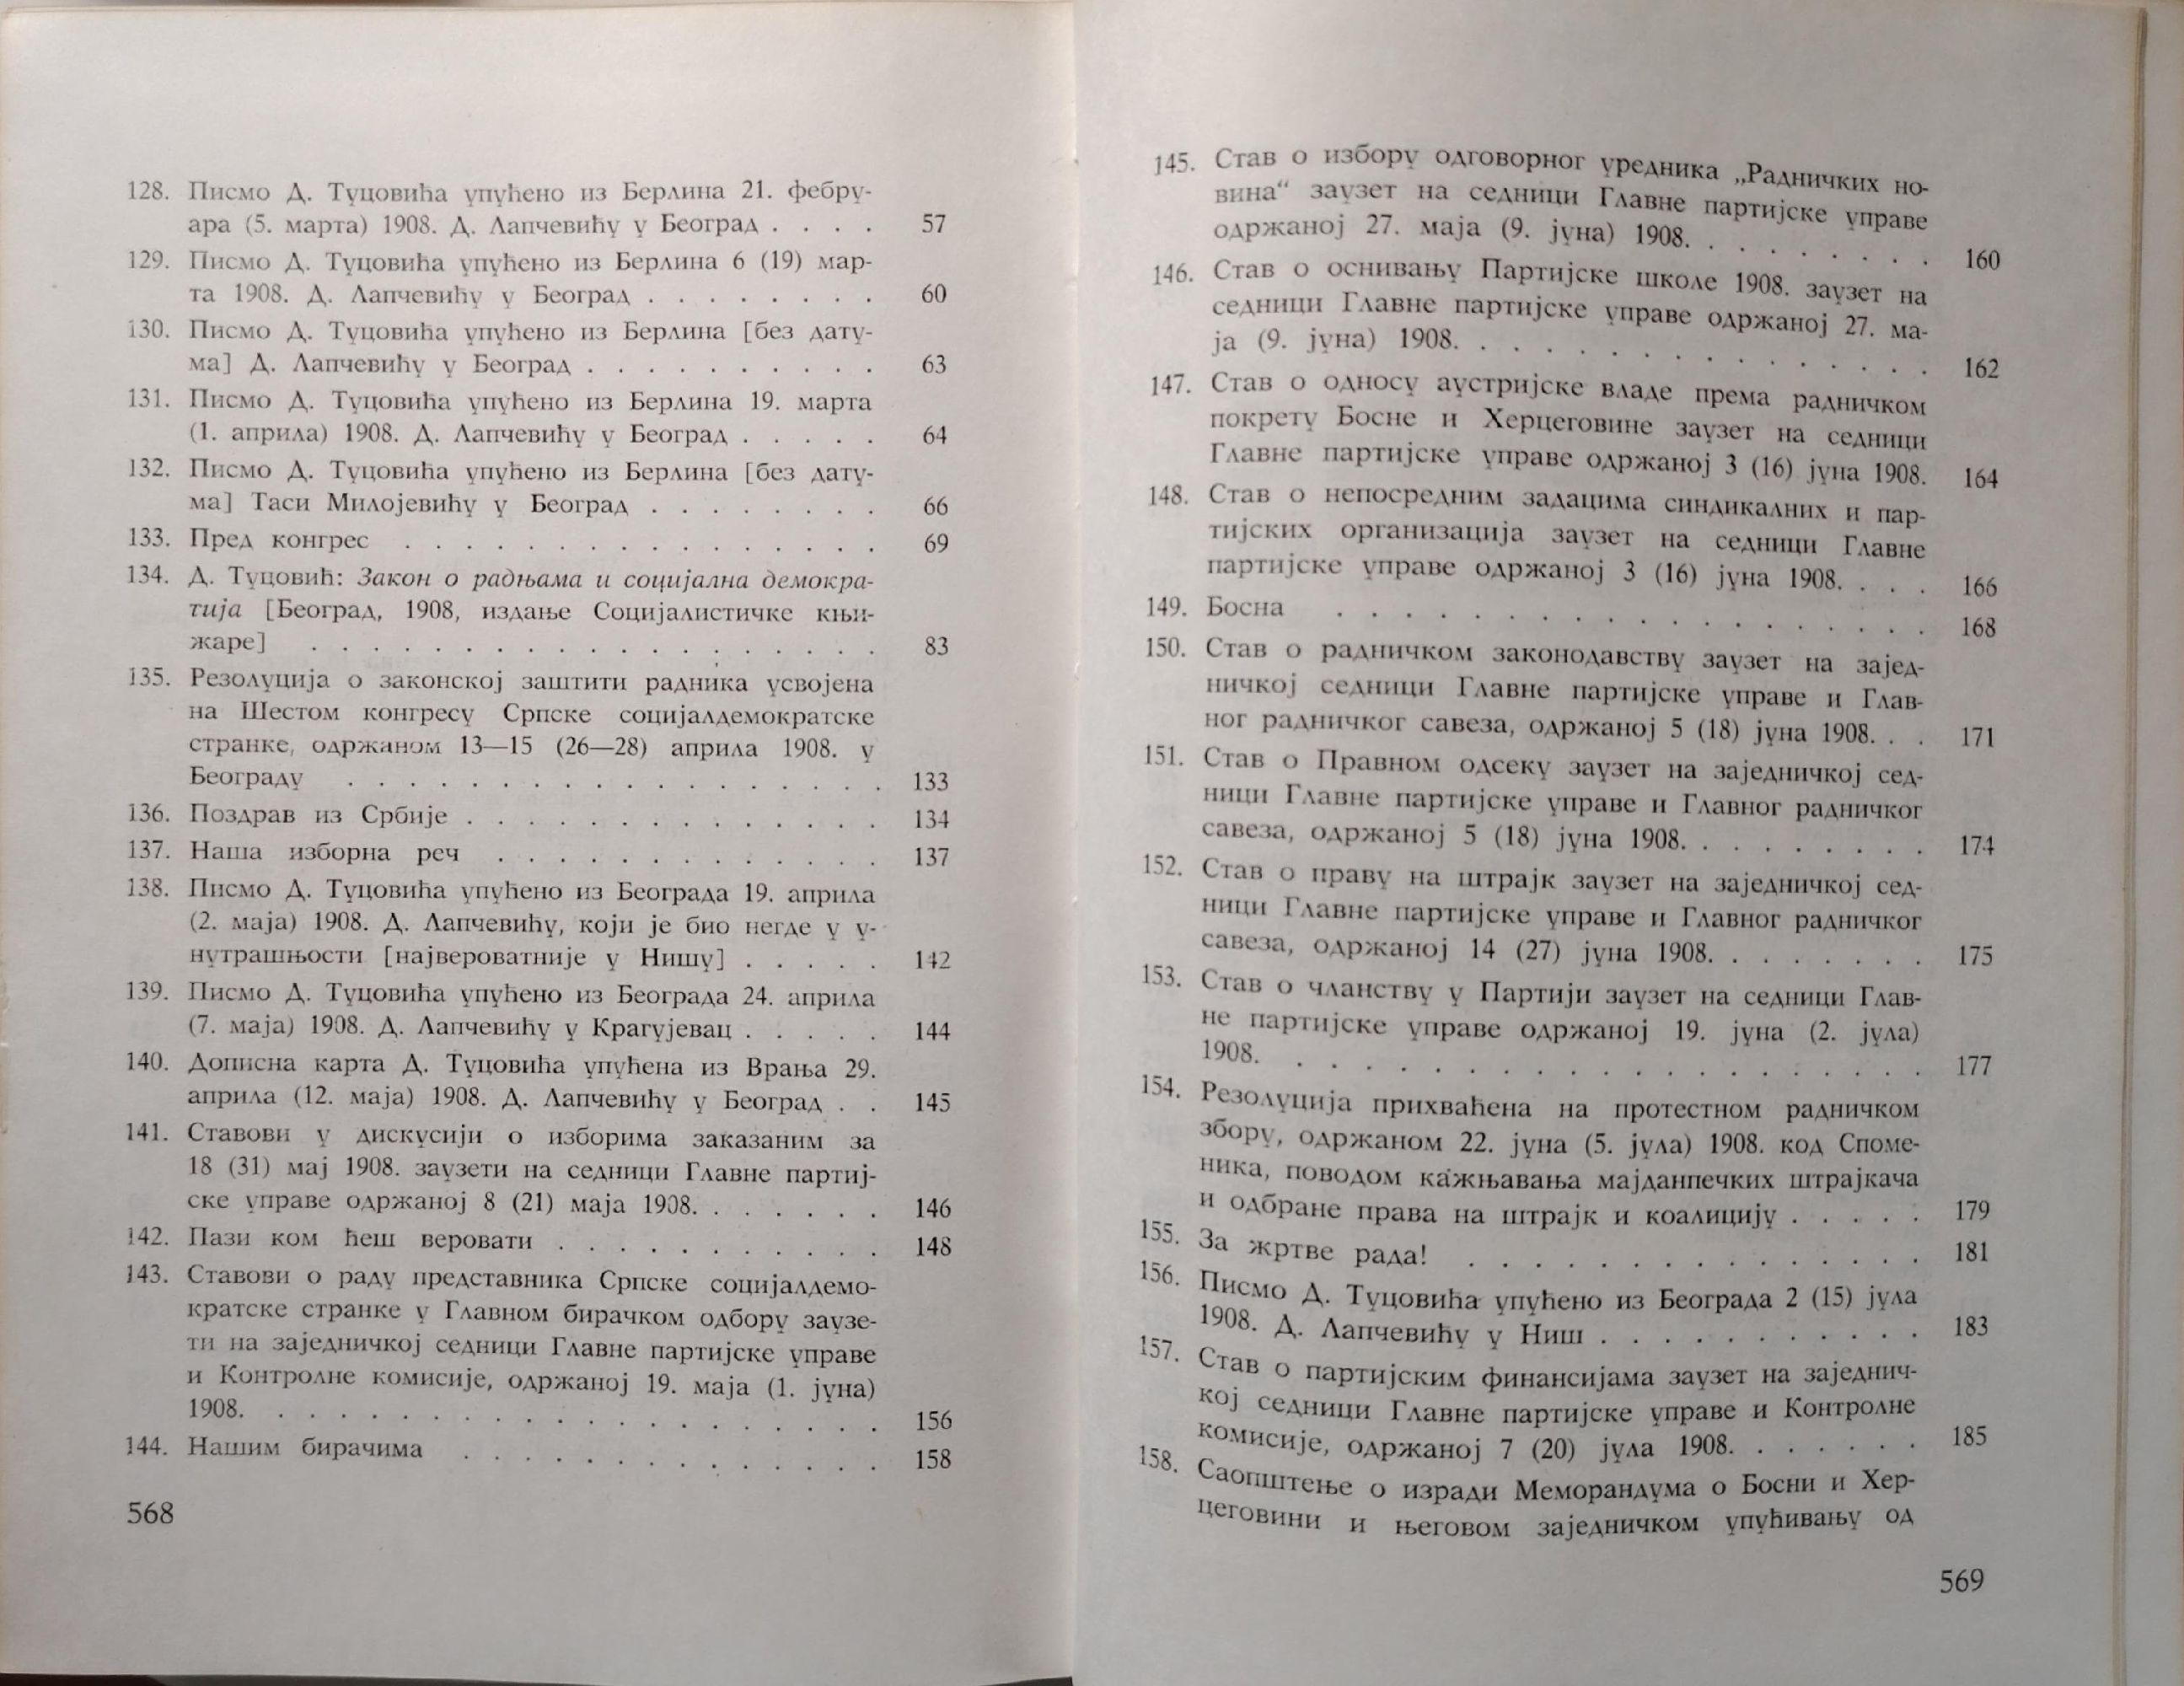 128. Писмо Д. Туцовића упућено из Берлина 21. фебру-
ара (5. марта) 1908. Д. Лапчевићу у Београд . . . . 57
129. Писмо Д. Туцовића упућено из Берлина 6 (19) мар-
та 1908. Д. Лапчевићу у Београд . . . . . . . . 60
130. Писмо Д. Туцовића упућено из Берлина [без дату-
ма] Д. Лапчевићу у Београд . . . . . . . . . . 63
131. Писмо Д. Туцовића упућено из Берлина 19. марта
(1. априла) 1908. Д. Лапчевићу у Београд . . . . . 64
132. Писмо Д. Туцовића упућено из Берлина [без дату-
ма] Таси Милојевићу у Београд . . . . . . . . 66
133. Пред конгрес . . . . . . . . . . . . . . . . 69
134. Д. Туцовић: Закон о радњама и социјална демокра-
тија [Београд, 1908, издање Социјалистичке књи-
жаре] . . . . . . . . . . . . . . . . . . . 83
135. Резолуција о законској заштити радника усвојена
на Шестом конгресу Српске социјалдемократске
странке, одржаном 13—15 (26—28) априла 1908. у
Београду . . . . . . . . . . . . . . . . . . 133
136. Поздрав из Србије . . . . . . . . . . . . . . 134
137. Наша изборна реч . . . . . . . . . . . . . 137
138. Писмо Д. Туцовића упућено из Београда 19. априла
(2. маја) 1908. Д. Лапчевићу, који је био негде у у-
нутрашњости [највероватније у Нишу] . . . . . 142
139. Писмо Д. Туцовића упућено из Београда 24. априла
(7. маја) 1908. Д. Лапчевићу у Крагујевац . . . . . 144
140. Дописна карта Д. Туцовића упућена из Врања 29.
априла (12. маја) 1908. Д. Лапчевићу у Београд . . 145
141. Ставови у дискусији о изборима заказаним за
18 (31) мај 1908. заузети на седници Главне партиј-
ске управе одржаној 8 (21) маја 1908. . . . . . . 146
142. Пази ком ћеш веровати . . . . . . . . . . . 148
143. Ставови о раду представника Српске социјалдемо-
кратске странке у Главном бирачком одбору заузе-
ти на заједничкој седници Главне партијске управе
и Контролне комисије, одржаној 19. маја (1. јуна)
1908. . . . . . . . . . . . . . . . . . . . . 156
144. Нашим бирачима . . . . . . . . . . . . . . 158
568
145. Став о избору одговорног уредника „Радничких но-
вина“ заузет на седници Главне партијске управе
одржаној 27. маја (9. јуна) 1908. . . . . . . . . 160
146. Став о оснивању Партијске школе 1908. заузет на
седници Главне партијске управе одржаној 27. ма-
ја (9. јуна) 1908. . . . . . . . . . . . . . . . 162
147. Став о односу аустријске владе према радничком
покрету Босне и Херцеговине заузет на седници
Главне партијске управе одржаној 3 (16) јуна 1908. 164
148. Став о непосредним задацима синдикалних и пар-
тијских организација заузет на седници Главне
партијске управе одржаној 3 (16) јуна 1908. . . . 166
149. Босна . . . . . . . . . . . . . . . . . . 168
150. Став о радничком законодавству заузет на зајед-
ничкој седници Главне партијске управе и Глав-
ног радничког савеза, одржаној 5 (18) јуна 1908. . . 171
151. Став о Правном одсеку заузет на заједничкој сед-
ници Главне партијске управе и Главног радничког
савеза, одржаној 5 (18) јуна 1908. . . . . . . . . 174
152. Став о праву на штрајк заузет на заједничкој сед-
ници Главне партијске управе и Главног радничког
савеза, одржаној 14 (27) јуна 1908. . . . . . . . 175
153. Став о чланству у Партији заузет на седници Глав-
не партијске управе одржаној 19. јуна (2. јула)
1908. . . . . . . . . . . . . . . . . . . . 177
154. Резолуција прихваћена на протестном радничком
збору, одржаном 22. јуна (5. јула) 1908. код Споме-
ника, поводом кажњавања мајданпечких штрајкача
и одбране права на штрајк и коалицију . . . . . 179
155. За жртве рада! . . . . . . . . . . . . . . . 181
156. Писмо Д. Туцовића упућено из Београда 2 (15) јула
1908. Д. Лапчевићу у Ниш . . . . . . . . . . . 183
157. Став о партијским финансијама заузет на заједнич-
кој седници Главне партијске управе и Контролне
комисије, одржаној 7 (20) јула 1908. . . . . . . 185
158. Саопштење о изради Меморандума о Босни и Хер-
цеговини и његовом заједничком упућивању од
569